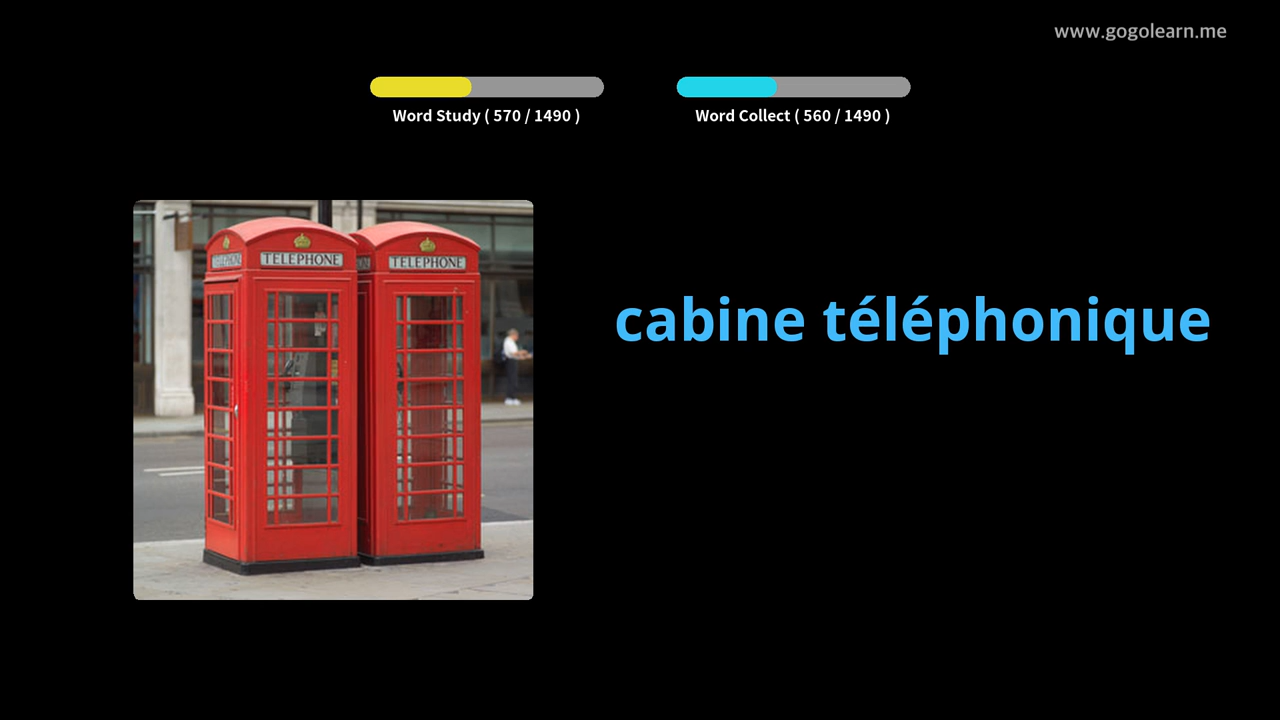 www.gogolearn.me
Word Study ( 570 / 1490 )
Word Collect ( 560 / 1490 )
TELEPHONE
TELEPHONE
cabine téléphonique